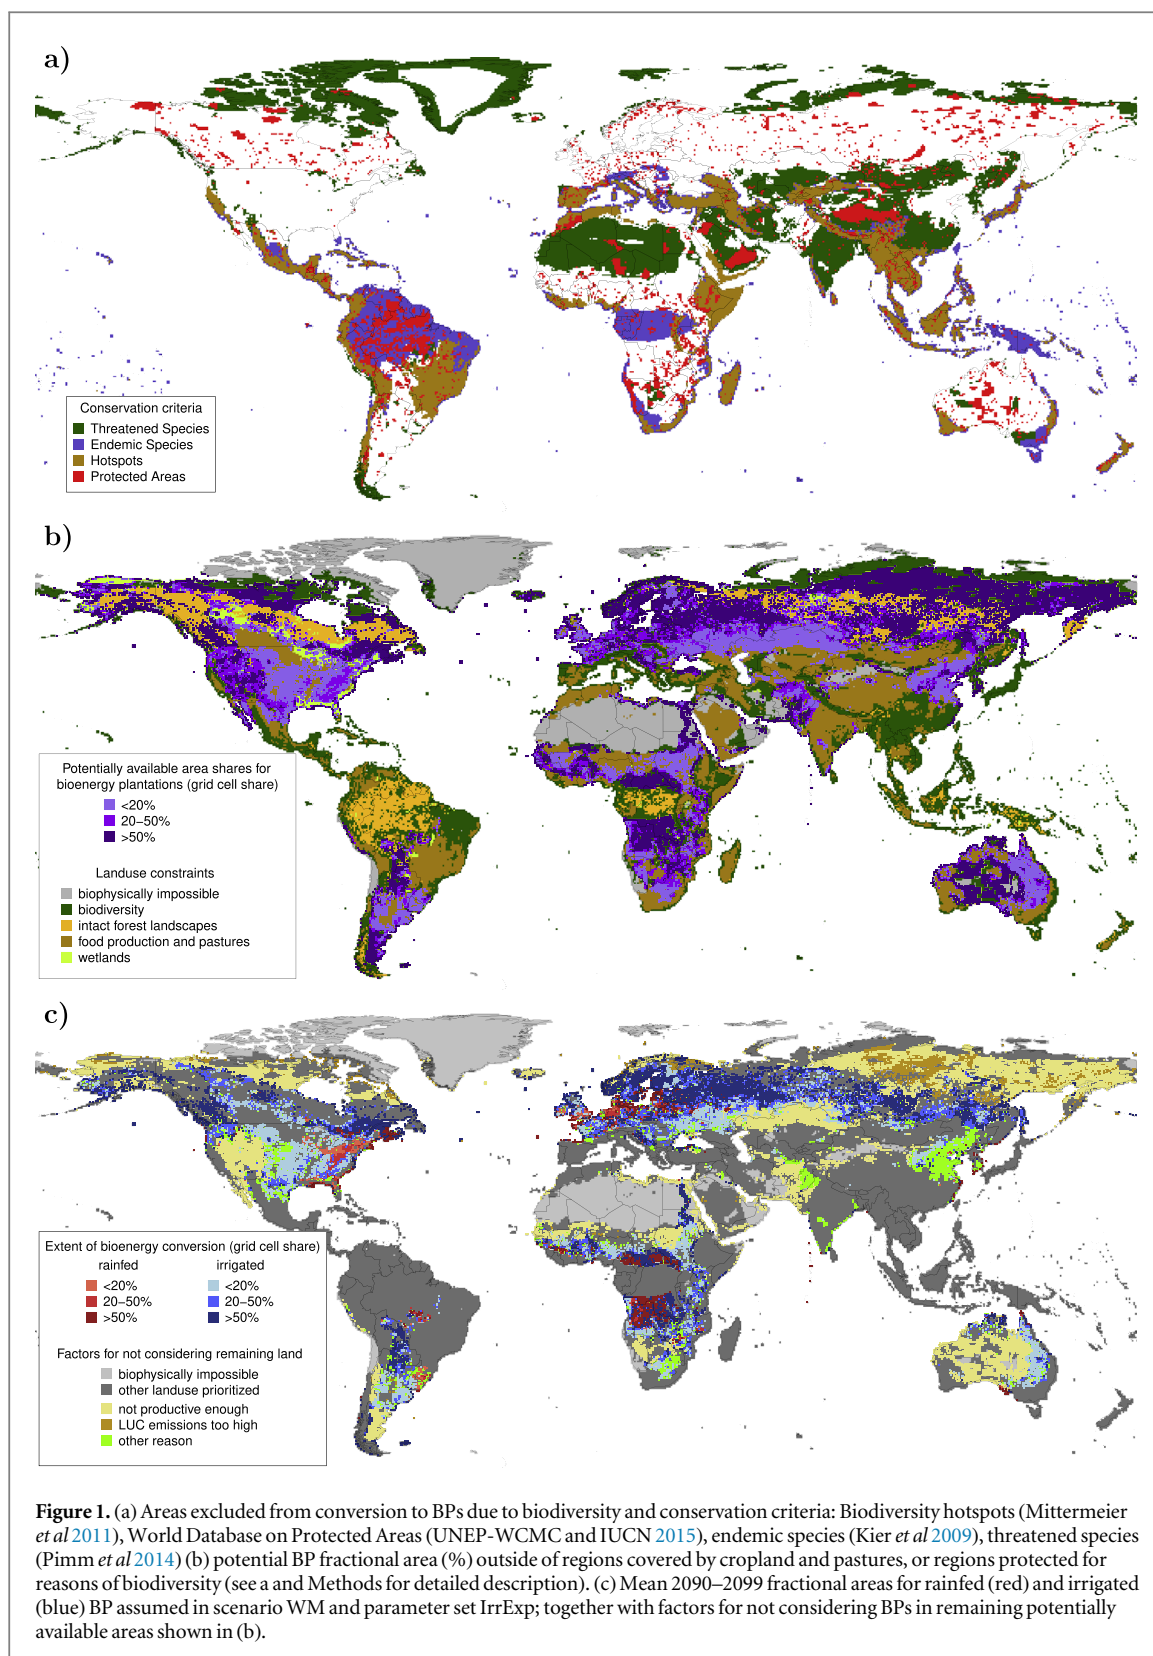 a)
Conservation criteria
Threatened Species
Endemic Species
Hotspots
Protected Areas
b)
Potentially available area shares for
bioenergy plantations (grid cell share)
<20%
20–50%
>50%
Landuse constraints
biophysically impossible
biodiversity
intact forest landscapes
food production and pastures
wetlands
c)
Extent of bioenergy conversion (grid cell share)
rainfed irrigated
<20% <20%
20–50% 20–50%
>50% >50%
Factors for not considering remaining land
biophysically impossible
other landuse prioritized
not productive enough
LUC emissions too high
other reason
Figure 1. (a) Areas excluded from conversion to BPs due to biodiversity and conservation criteria: Biodiversity hotspots (Mittermeier
et al 2011), World Database on Protected Areas (UNEP-WCMC and IUCN 2015), endemic species (Kier et al 2009), threatened species
(Pimm et al 2014) (b) potential BP fractional area (%) outside of regions covered by cropland and pastures, or regions protected for
reasons of biodiversity (see a and Methods for detailed description). (c) Mean 2090–2099 fractional areas for rainfed (red) and irrigated
(blue) BP assumed in scenario WM and parameter set IrrExp; together with factors for not considering BPs in remaining potentially
available areas shown in (b).